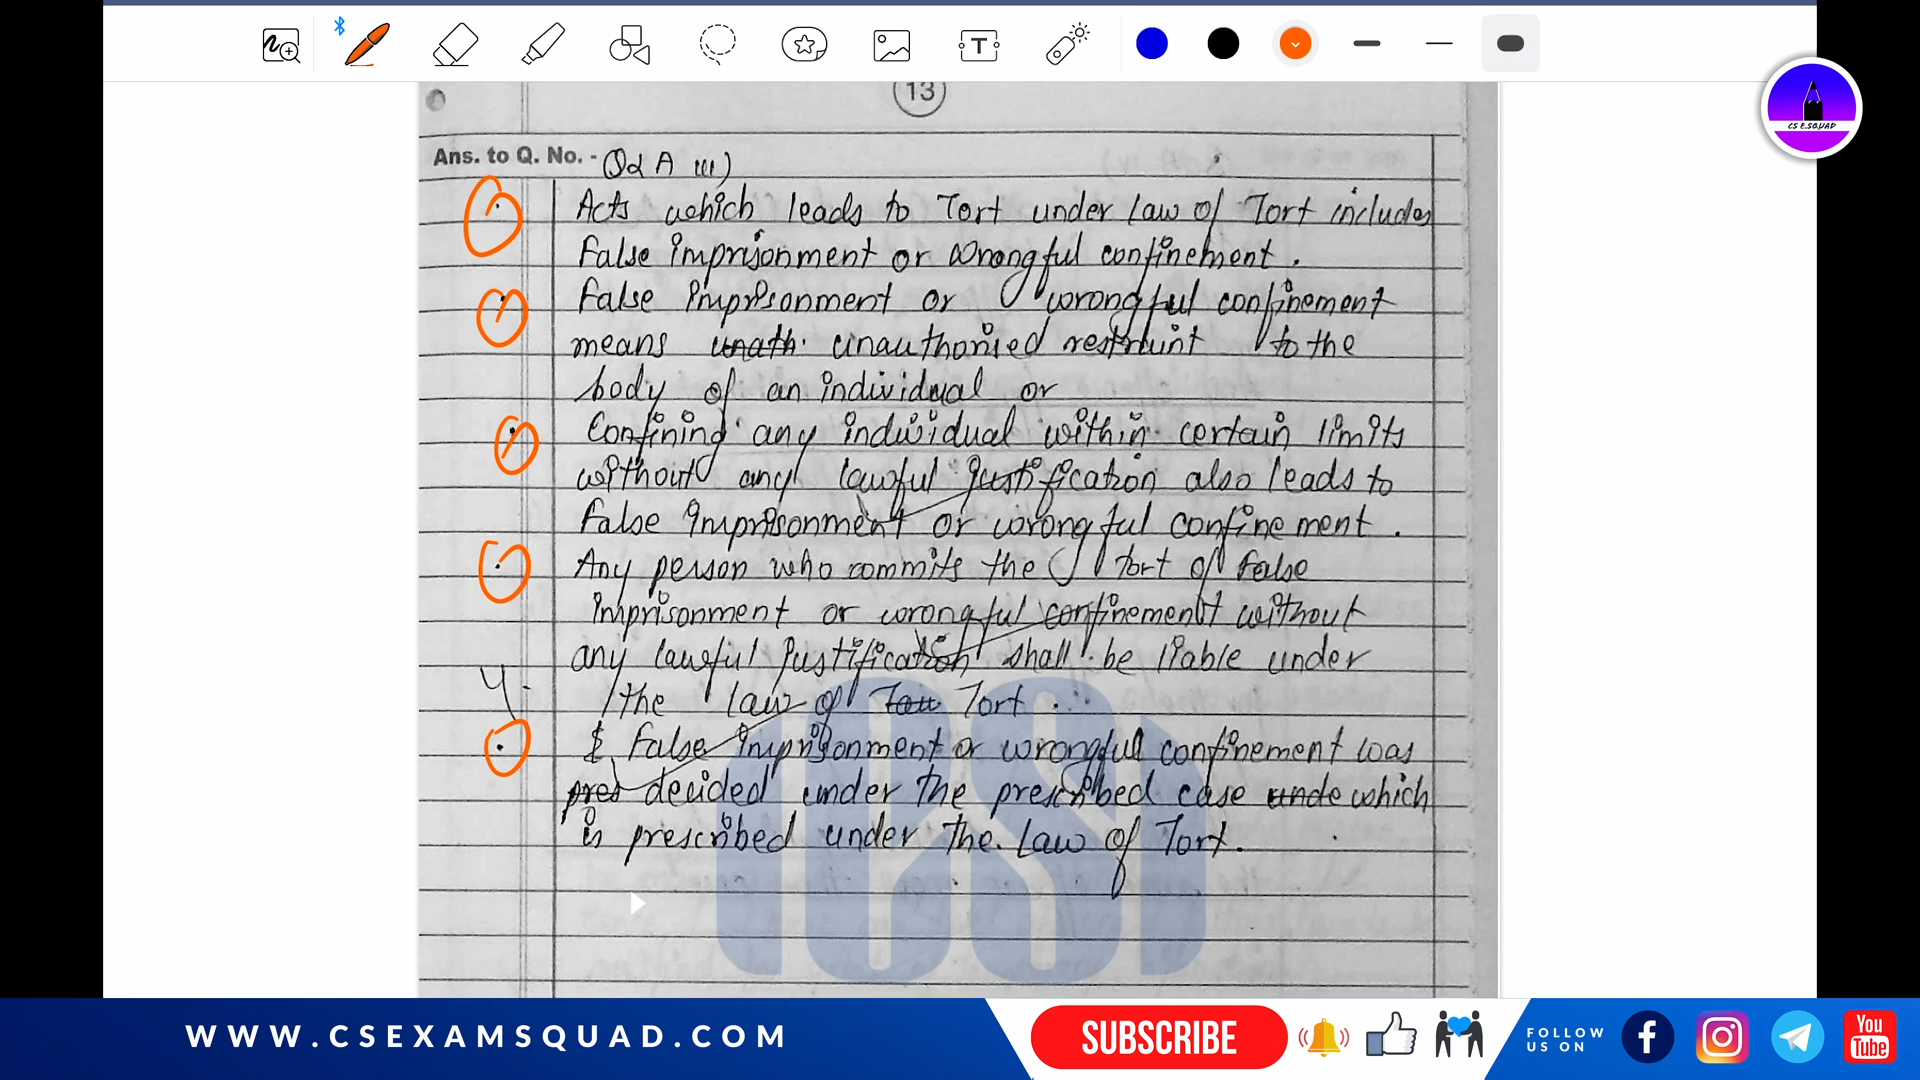 13
CS E.SQUAD
Ans. to Q. No. - Q2 A iii)
Acts which leads to Tort under Law of Tort includes
False imprisonment or wrongful confinement.
False imprisonment or wrongful confinement
means unath. unauthorised restraint to the
body of an individual or
Confining any individual within certain limits
without any lawful justification also leads to
False imprisonment or wrongful confinement.
Any person who commits the Tort of False
imprisonment or wrongful confinement without
any lawful justification shall be liable under
4.
the law of Tort
False imprisonment or wrongful confinement was
pres decided under the prescribed case unde which
is prescribed under the Law of Tort.
ICSI
WWW.CSEXAMSQUAD.COM
SUBSCRIBE
FOLLOW
US ON
You
Tube